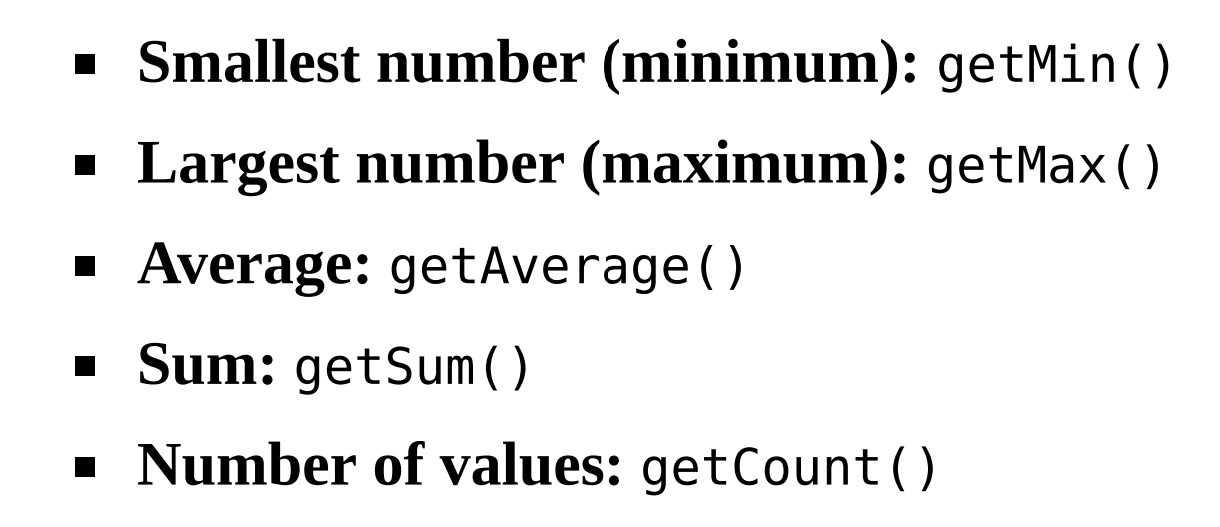 ▪ Smallest number (minimum): getMin()
▪ Largest number (maximum): getMax()
▪ Average: getAverage()
▪ Sum: getSum()
▪ Number of values: getCount()